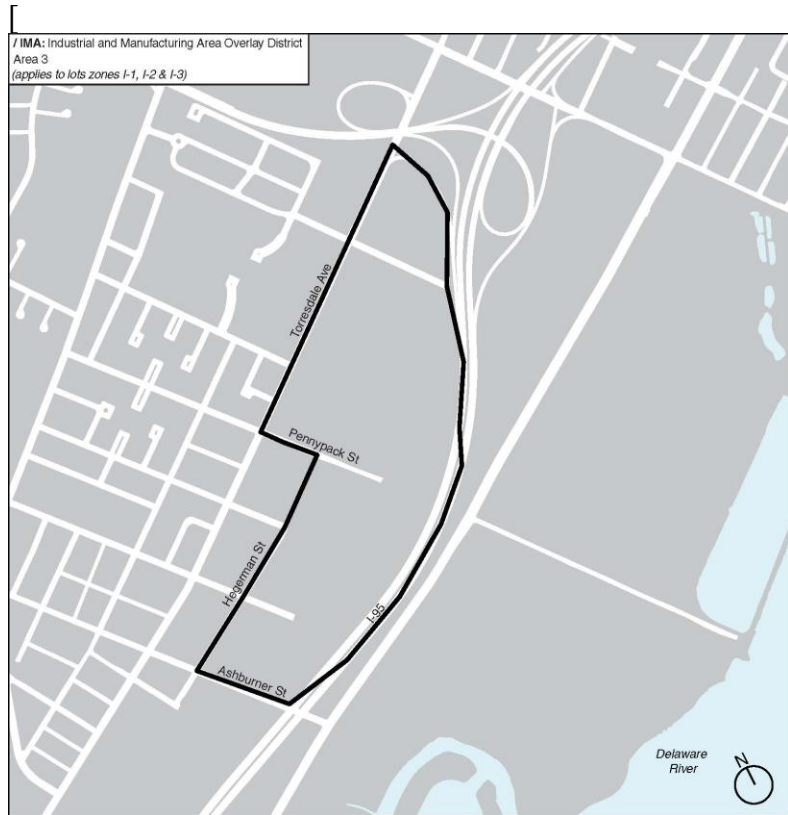 [
/ IMA: Industrial and Manufacturing Area Overlay District
Area 3
(applies to lots zones I-1, I-2 & I-3)
Torresdale Ave
Pennypack St
Hegerman St
I-95
Ashburner St
Delaware
River
N